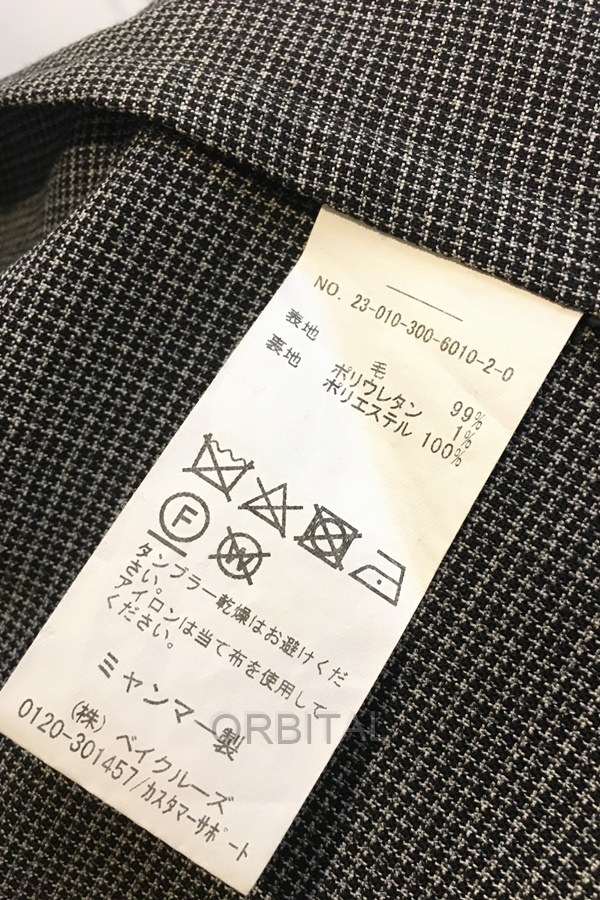 NO. 23-010-300-6010-2-0
表地 毛 99%
ポリウレタン 1%
裏地 ポリエステル 100%
F W
タンブラー乾燥はお避けくだ
さい。
アイロンは当て布を使用して
ください。
ミャンマー製
(株) ベイクルーズ
0120-301457/カスタマーサポート
ORBITAL